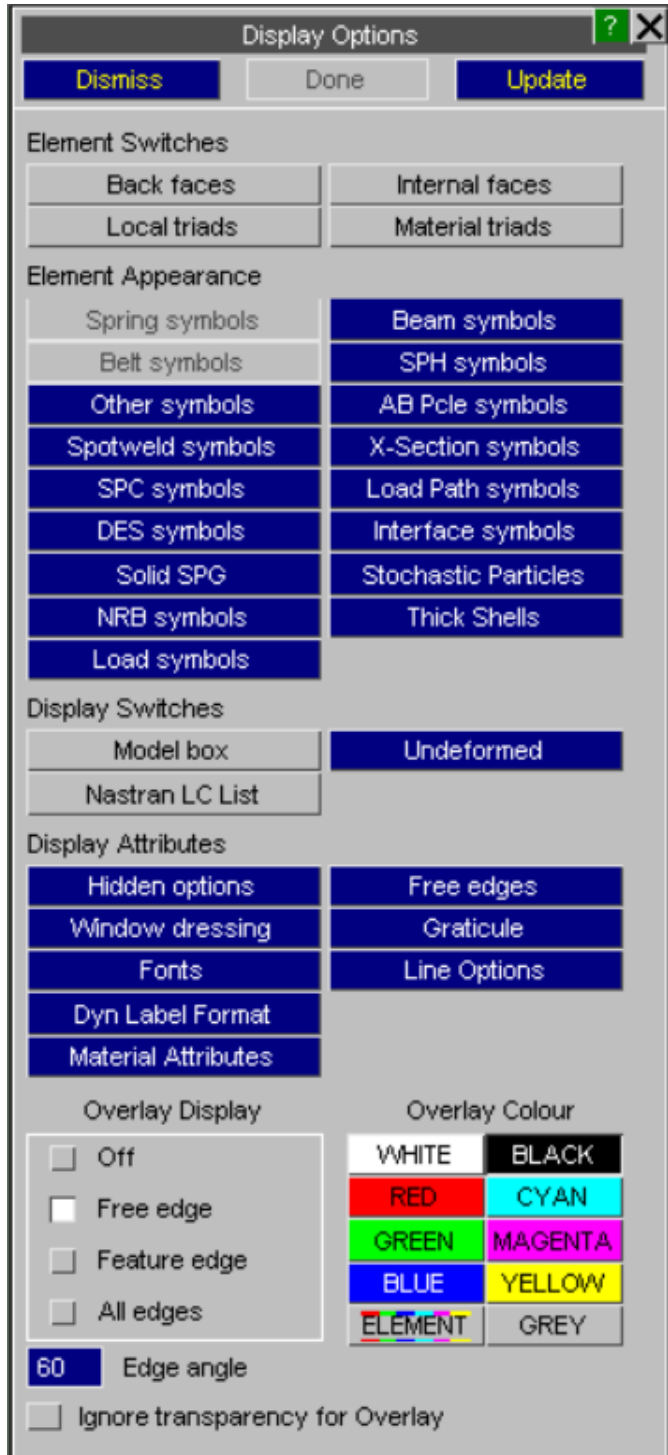 Display Options ?
Dismiss Done Update
Element Switches
Back faces Internal faces
Local triads Material triads
Element Appearance
Spring symbols Beam symbols
Belt symbols SPH symbols
Other symbols AB Pcle symbols
Spotweld symbols X-Section symbols
SPC symbols Load Path symbols
DES symbols Interface symbols
Solid SPG Stochastic Particles
NRB symbols Thick Shells
Load symbols
Display Switches
Model box Undeformed
Nastran LC List
Display Attributes
Hidden options Free edges
Window dressing Graticule
Fonts Line Options
Dyn Label Format
Material Attributes
Overlay Display Overlay Colour
Off WHITE BLACK
Free edge RED CYAN
Feature edge GREEN MAGENTA
All edges BLUE YELLOW
ELEMENT GREY
60 Edge angle
Ignore transparency for Overlay